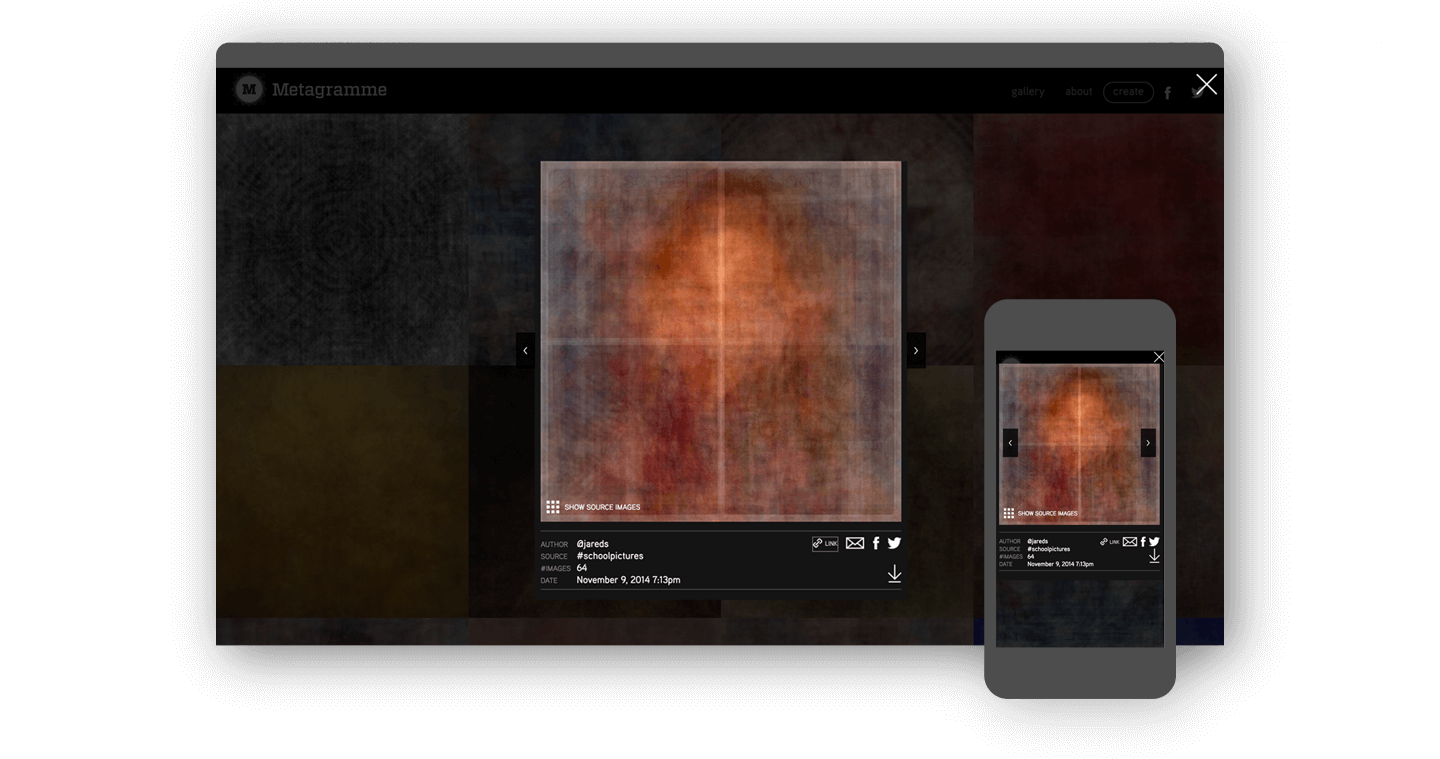 M Metagramme
gallery about create
SHOW SOURCE IMAGES
AUTHOR @jareds
SOURCE #schoolpictures
#IMAGES 64
DATE November 9, 2014 7:13pm
LINK
SHOW SOURCE IMAGES
AUTHOR @jareds
SOURCE #schoolpictures
#IMAGES 64
DATE November 9, 2014 7:13pm
LINK